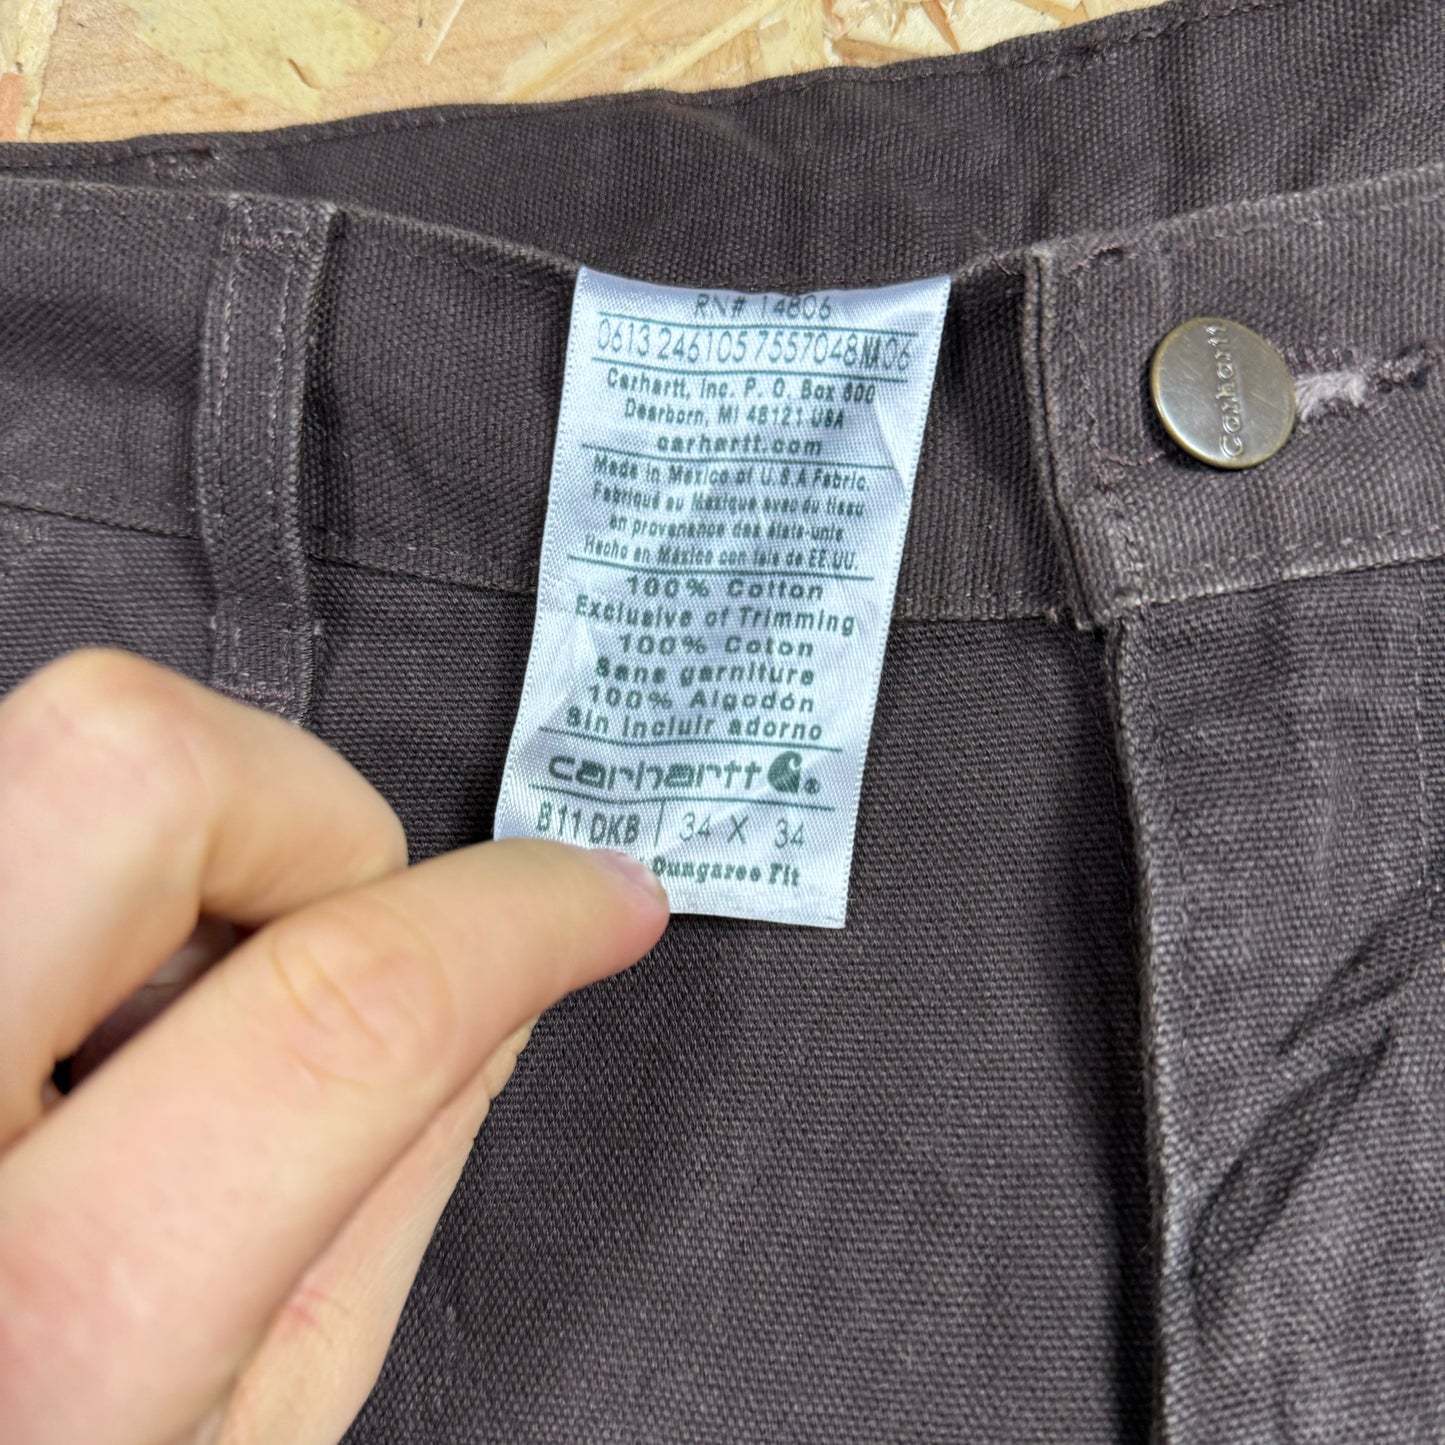 RN# 14806
0613 246105 7557048 NA06
Carhartt, Inc. P. O. Box 600
Dearborn, MI 48121 USA
carhartt.com
Made in Mexico of U.S.A Fabric.
Fabriqué au Mexique avec du tissu
en provenance des états-unis
Hecho en México con tela de EE.UU.
100% Cotton
Exclusive of Trimming
100% Coton
Sans garniture
100% Algodón
Sin incluir adorno
carhartt
B11 DKB | 34 X 34
Dungaree Fit
Carhartt